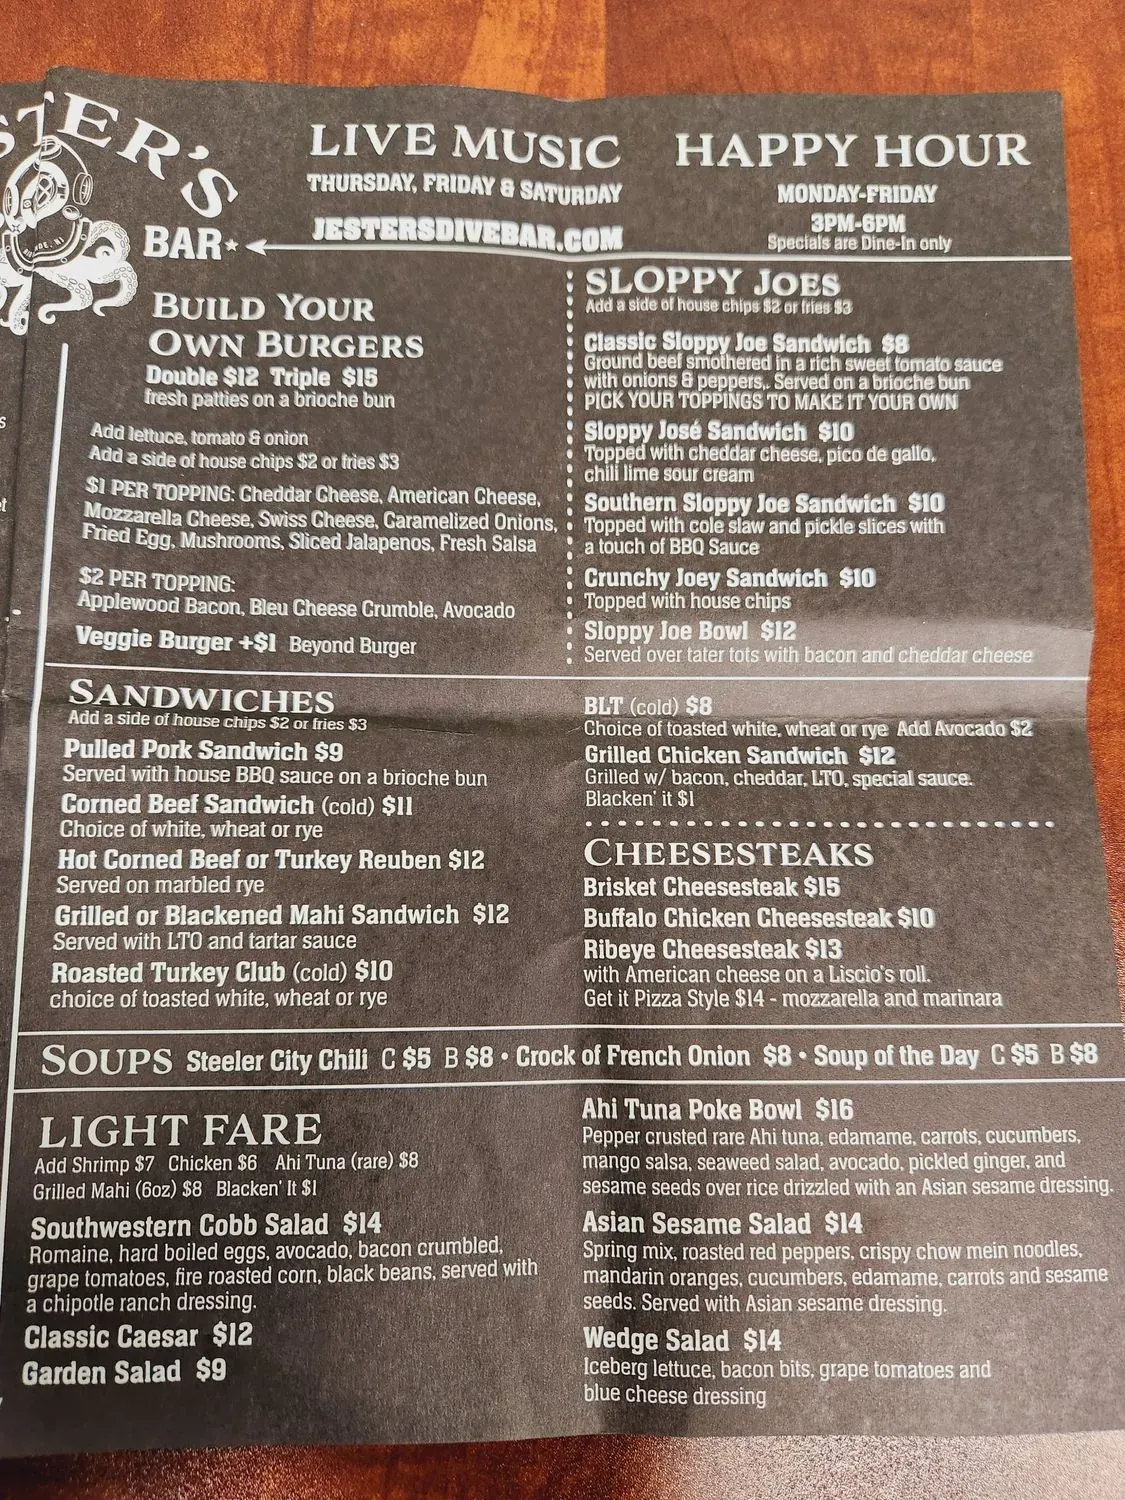 STER'S
BAR
LIVE MUSIC
THURSDAY, FRIDAY & SATURDAY
JESTERSDIVEBAR.COM
HAPPY HOUR
MONDAY-FRIDAY
3PM-6PM
Specials are Dine-In only
BUILD YOUR
OWN BURGERS
Double $12 Triple $15
fresh patties on a brioche bun
Add lettuce, tomato & onion
Add a side of house chips $2 or fries $3
$1 PER TOPPING: Cheddar Cheese, American Cheese,
Mozzarella Cheese, Swiss Cheese, Caramelized Onions,
Fried Egg, Mushrooms, Sliced Jalapenos, Fresh Salsa
$2 PER TOPPING:
Applewood Bacon, Bleu Cheese Crumble, Avocado
Veggie Burger +$1 Beyond Burger
SLOPPY JOES
Add a side of house chips $2 or fries $3
Classic Sloppy Joe Sandwich $8
Ground beef smothered in a rich sweet tomato sauce
with onions & peppers,. Served on a brioche bun
PICK YOUR TOPPINGS TO MAKE IT YOUR OWN
Sloppy José Sandwich $10
Topped with cheddar cheese, pico de gallo,
chili lime sour cream
Southern Sloppy Joe Sandwich $10
Topped with cole slaw and pickle slices with
a touch of BBQ Sauce
Crunchy Joey Sandwich $10
Topped with house chips
Sloppy Joe Bowl $12
Served over tater tots with bacon and cheddar cheese
SANDWICHES
Add a side of house chips $2 or fries $3
Pulled Pork Sandwich $9
Served with house BBQ sauce on a brioche bun
Corned Beef Sandwich (cold) $11
Choice of white, wheat or rye
Hot Corned Beef or Turkey Reuben $12
Served on marbled rye
Grilled or Blackened Mahi Sandwich $12
Served with LTO and tartar sauce
Roasted Turkey Club (cold) $10
choice of toasted white, wheat or rye
BLT (cold) $8
Choice of toasted white, wheat or rye Add Avocado $2
Grilled Chicken Sandwich $12
Grilled w/ bacon, cheddar, LTO, special sauce.
Blacken' it $1
CHEESESTEAKS
Brisket Cheesesteak $15
Buffalo Chicken Cheesesteak $10
Ribeye Cheesesteak $13
with American cheese on a Liscio's roll.
Get it Pizza Style $14 - mozzarella and marinara
SOUPS Steeler City Chili C $5 B $8 • Crock of French Onion $8 • Soup of the Day C $5 B $8
LIGHT FARE
Add Shrimp $7 Chicken $6 Ahi Tuna (rare) $8
Grilled Mahi (6oz) $8 Blacken' It $1
Southwestern Cobb Salad $14
Romaine, hard boiled eggs, avocado, bacon crumbled,
grape tomatoes, fire roasted corn, black beans, served with
a chipotle ranch dressing.
Classic Caesar $12
Garden Salad $9
Ahi Tuna Poke Bowl $16
Pepper crusted rare Ahi tuna, edamame, carrots, cucumbers,
mango salsa, seaweed salad, avocado, pickled ginger, and
sesame seeds over rice drizzled with an Asian sesame dressing.
Asian Sesame Salad $14
Spring mix, roasted red peppers, crispy chow mein noodles,
mandarin oranges, cucumbers, edamame, carrots and sesame
seeds. Served with Asian sesame dressing.
Wedge Salad $14
Iceberg lettuce, bacon bits, grape tomatoes and
blue cheese dressing